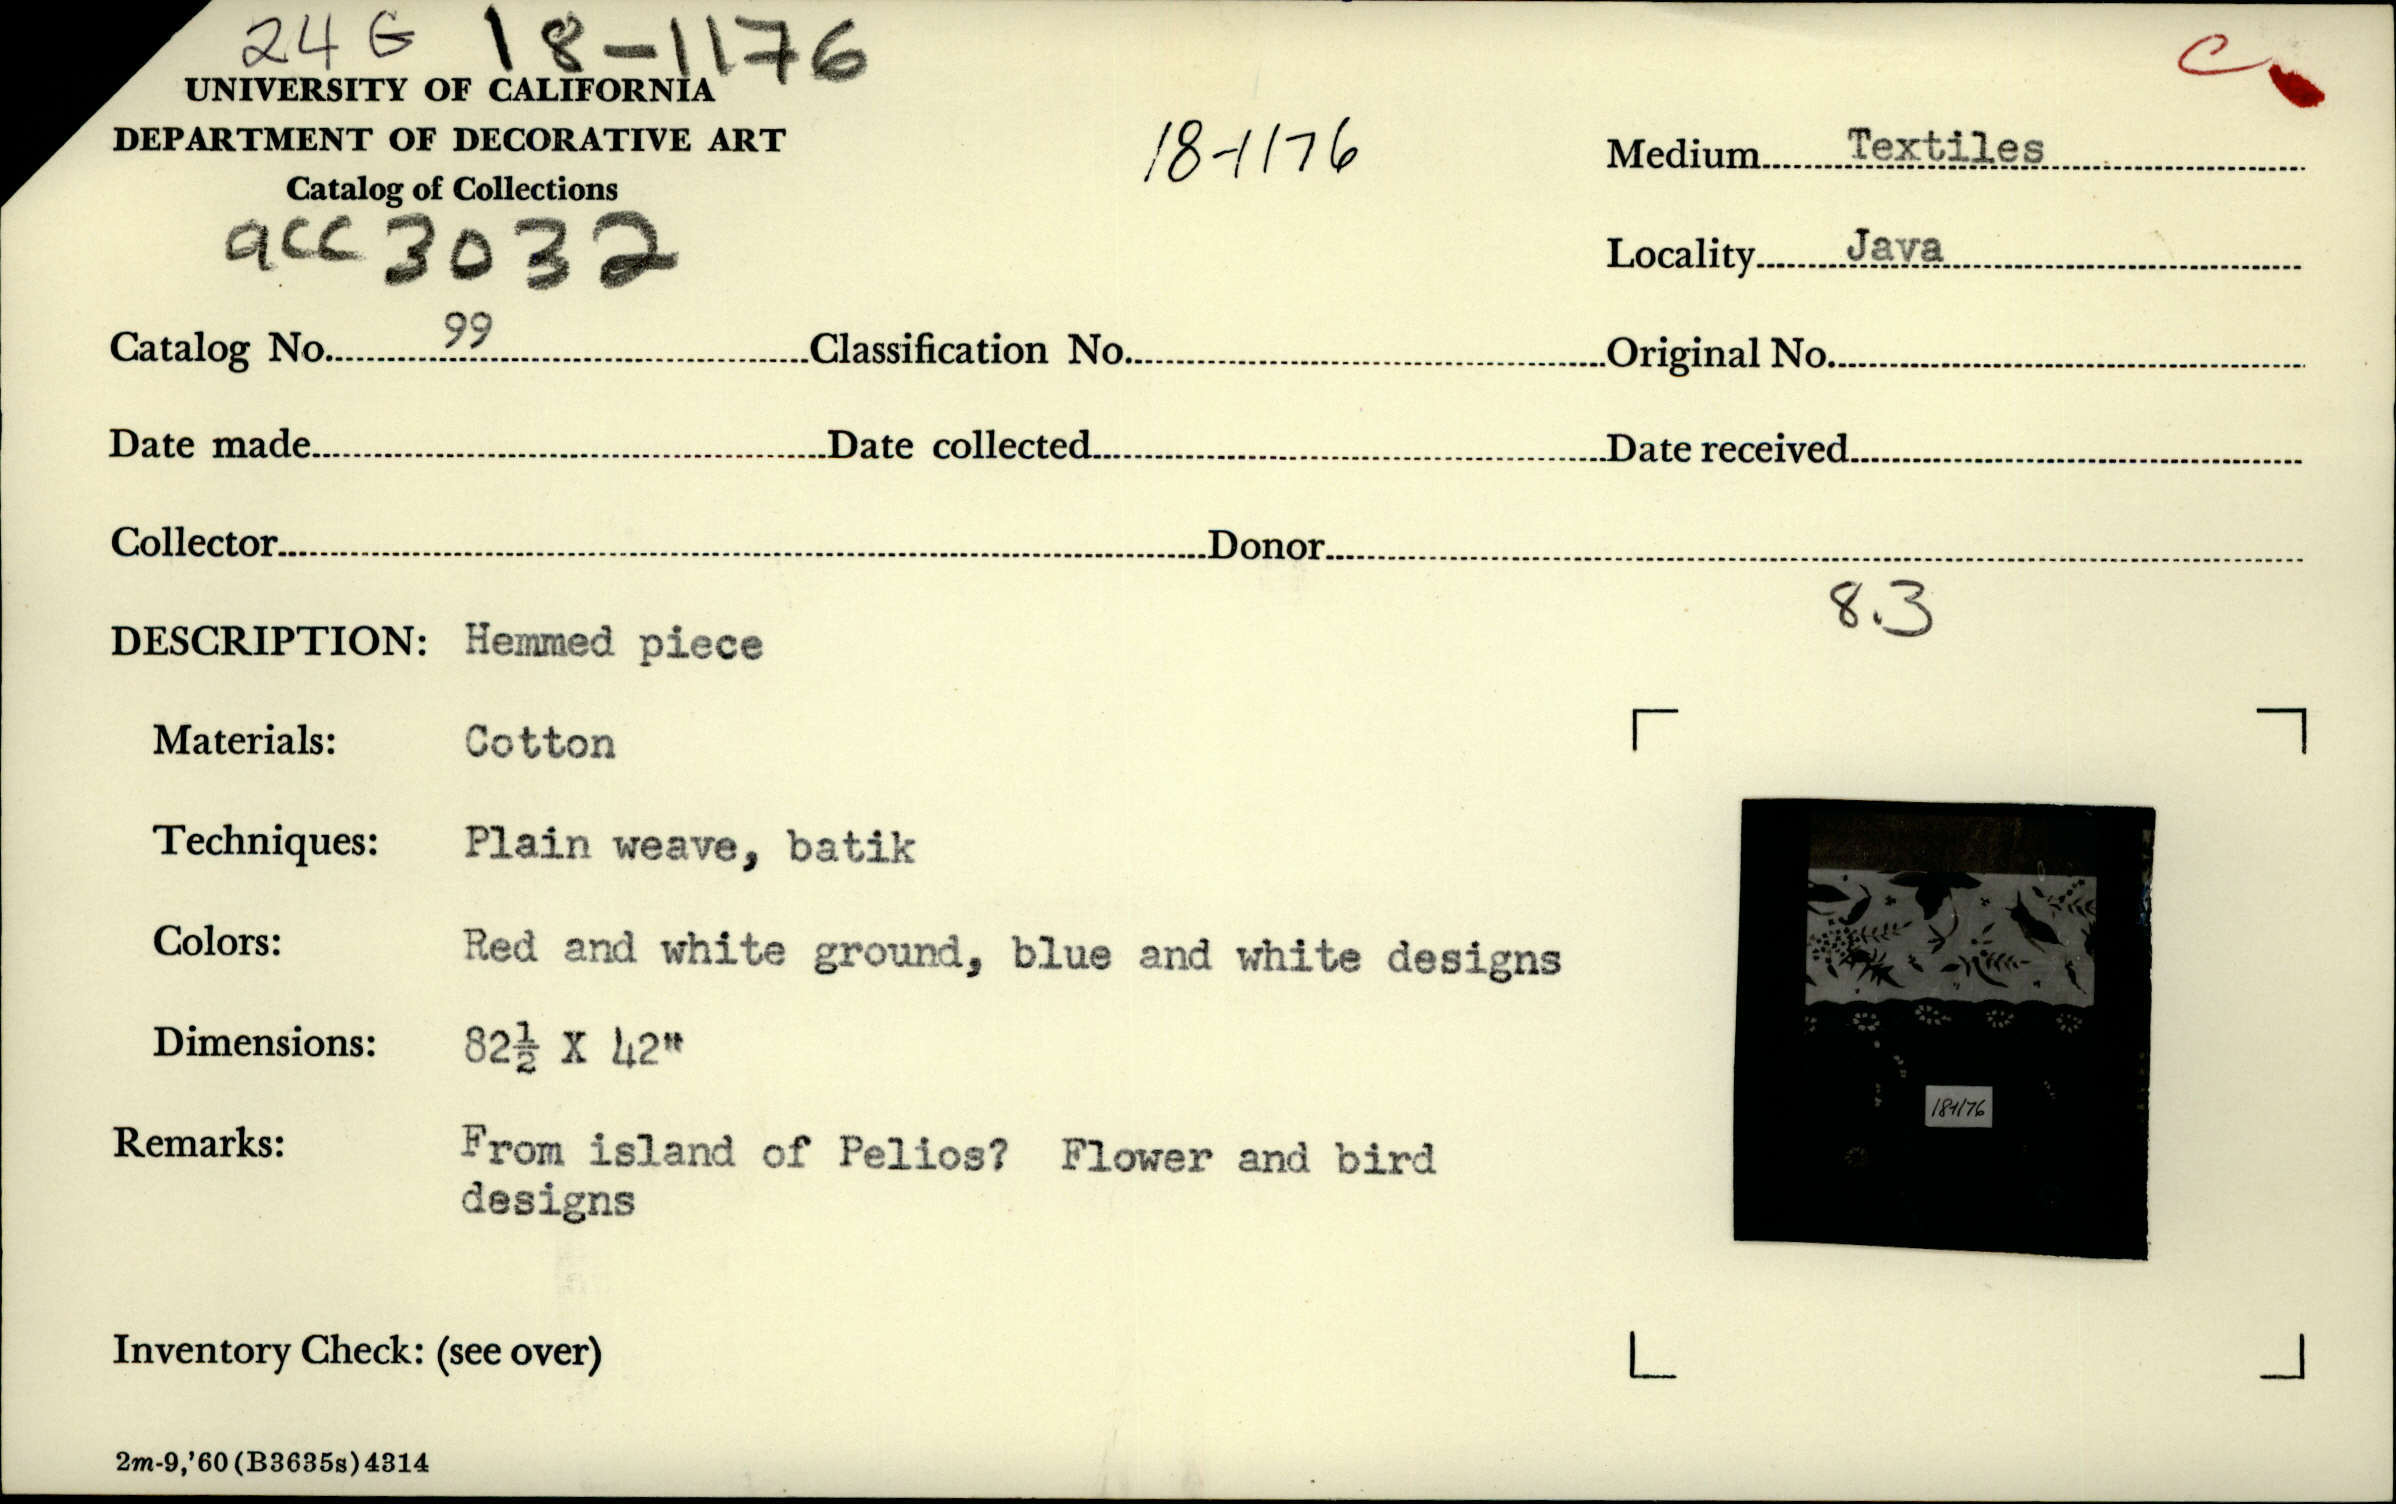 24 G 18-1176
UNIVERSITY OF CALIFORNIA
DEPARTMENT OF DECORATIVE ART
Catalog of Collections
acc 3032
18-1176
C
Medium Textiles
Locality Java
Catalog No. 99 Classification No. Original No.
Date made Date collected Date received
Collector Donor
8.3
DESCRIPTION: Hemmed piece
Materials: Cotton
Techniques: Plain weave, batik
Colors: Red and white ground, blue and white designs
Dimensions: 82½ X 42"
Remarks: From island of Pelios? Flower and bird
designs
18-1176
Inventory Check: (see over)
2m-9,'60(B3635s)4314